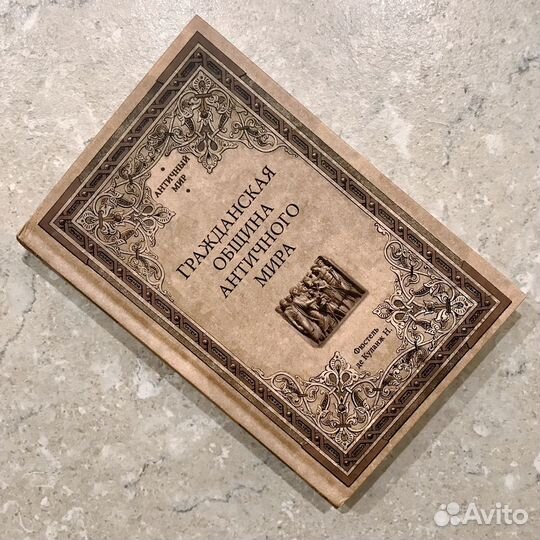 АНТИЧНЫЙ
МИР
ГРАЖДАНСКАЯ
ОБЩИНА
АНТИЧНОГО
МИРА
Фюстель
де Куланж Н.
Avito